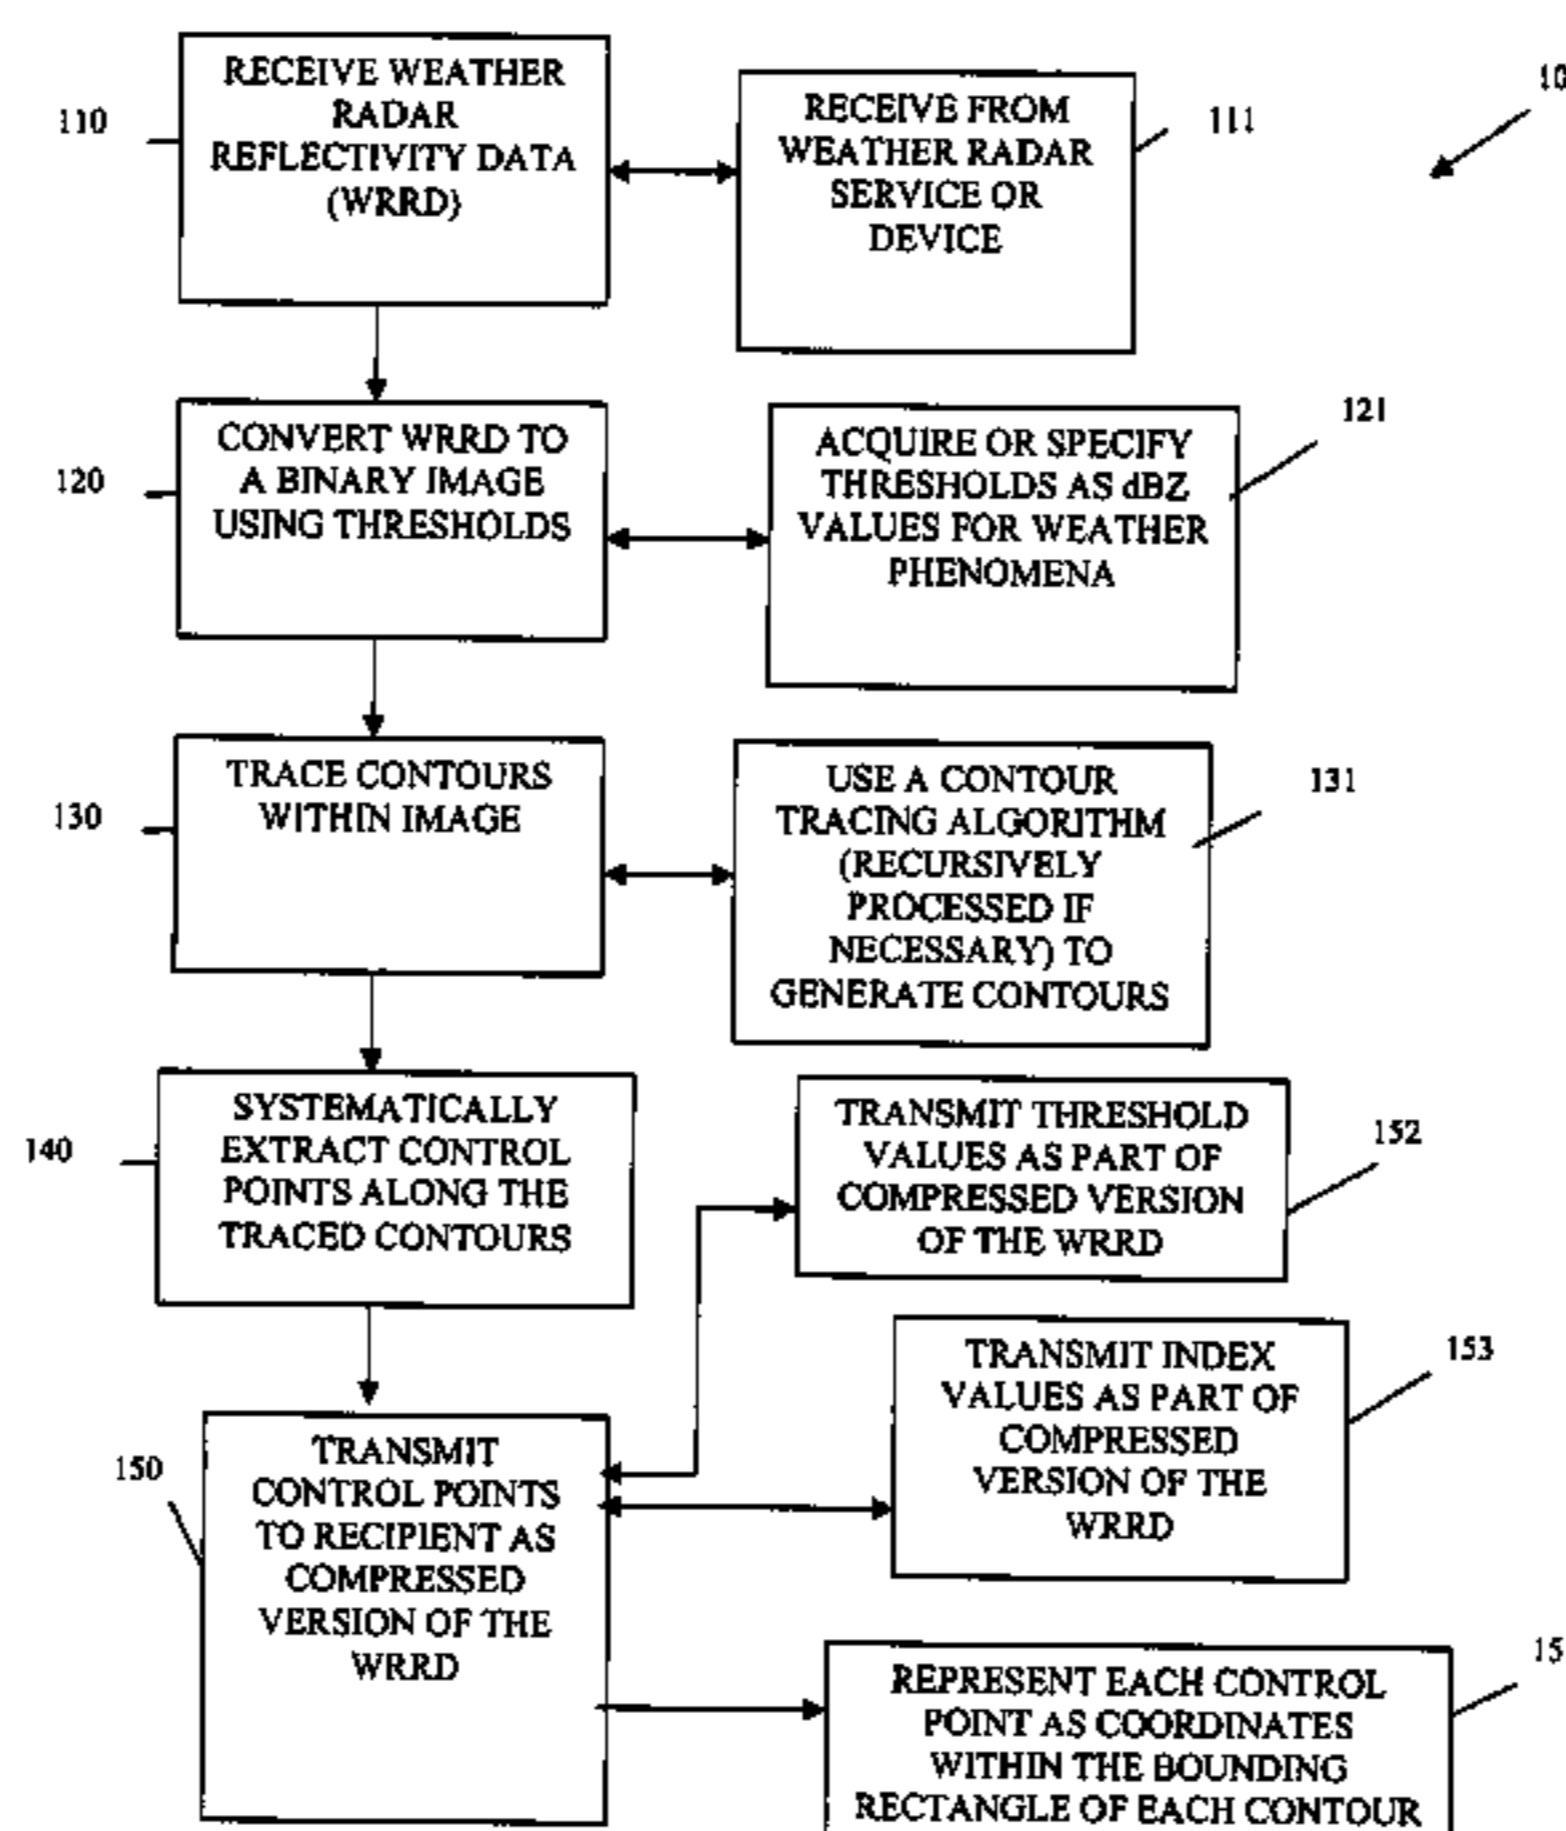 110
RECEIVE WEATHER
RADAR
REFLECTIVITY DATA
(WRRD)
RECEIVE FROM
WEATHER RADAR
SERVICE OR
DEVICE
111
10
120
CONVERT WRRD TO
A BINARY IMAGE
USING THRESHOLDS
ACQUIRE OR SPECIFY
THRESHOLDS AS dBZ
VALUES FOR WEATHER
PHENOMENA
121
130
TRACE CONTOURS
WITHIN IMAGE
USE A CONTOUR
TRACING ALGORITHM
(RECURSIVELY
PROCESSED IF
NECESSARY) TO
GENERATE CONTOURS
131
140
SYSTEMATICALLY
EXTRACT CONTROL
POINTS ALONG THE
TRACED CONTOURS
TRANSMIT THRESHOLD
VALUES AS PART OF
COMPRESSED VERSION
OF THE WRRD
152
TRANSMIT INDEX
VALUES AS PART OF
COMPRESSED
VERSION OF THE
WRRD
153
150
TRANSMIT
CONTROL POINTS
TO RECIPIENT AS
COMPRESSED
VERSION OF THE
WRRD
REPRESENT EACH CONTROL
POINT AS COORDINATES
WITHIN THE BOUNDING
RECTANGLE OF EACH CONTOUR
15